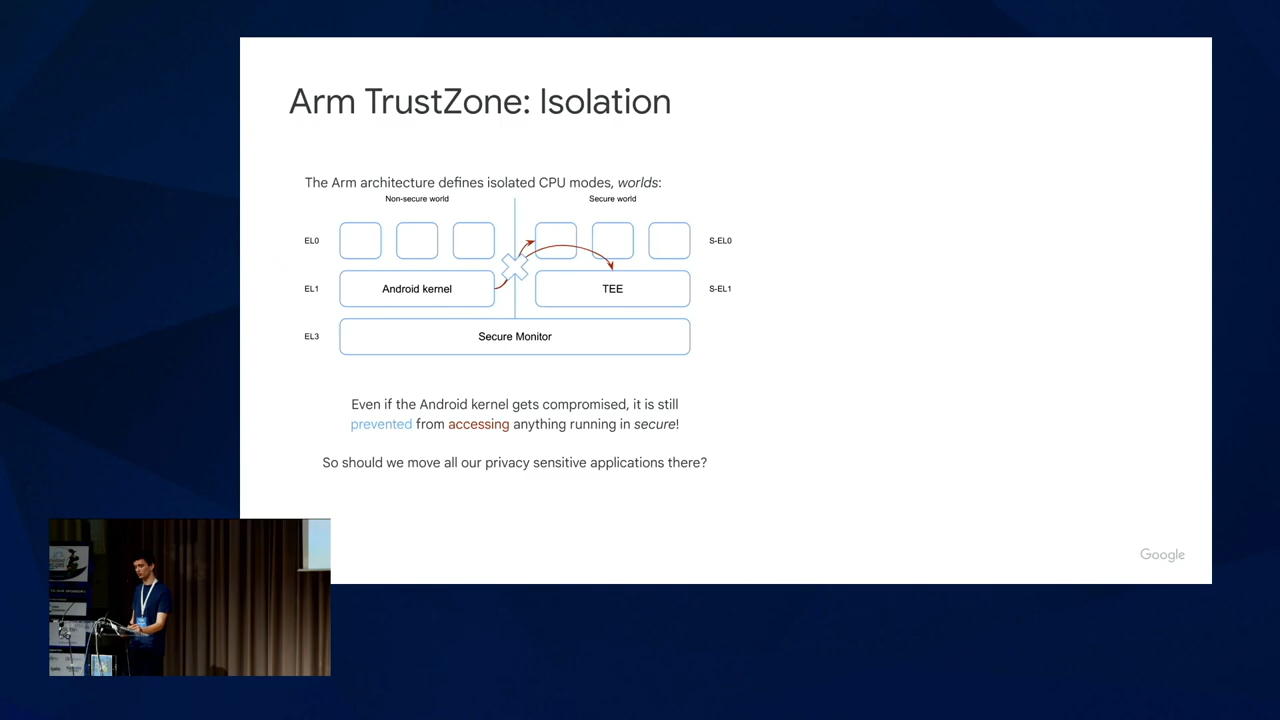 Arm TrustZone: Isolation
The Arm architecture defines isolated CPU modes, worlds:
Non-secure world
Secure world
EL0
S-EL0
EL1
Android kernel
TEE
S-EL1
EL3
Secure Monitor
Even if the Android kernel gets compromised, it is still
prevented from accessing anything running in secure!
So should we move all our privacy sensitive applications there?
Google